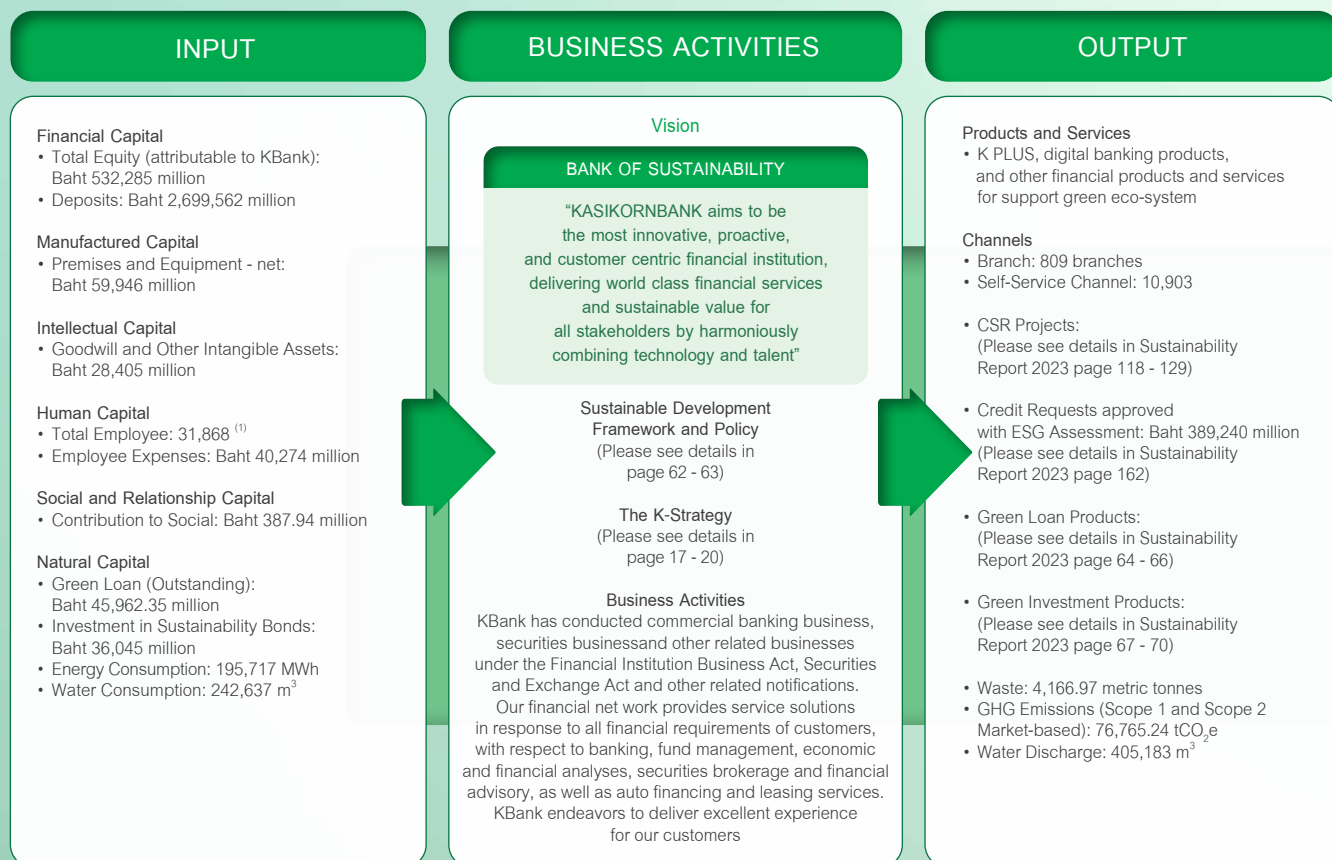 INPUT
Financial Capital
• Total Equity (attributable to KBank):
Baht 532,285 million
• Deposits: Baht 2,699,562 million
Manufactured Capital
• Premises and Equipment - net:
Baht 59,946 million
Intellectual Capital
• Goodwill and Other Intangible Assets:
Baht 28,405 million
Human Capital
• Total Employee: 31,868 (1)
• Employee Expenses: Baht 40,274 million
Social and Relationship Capital
• Contribution to Social: Baht 387.94 million
Natural Capital
• Green Loan (Outstanding):
Baht 45,962.35 million
• Investment in Sustainability Bonds:
Baht 36,045 million
• Energy Consumption: 195,717 MWh
• Water Consumption: 242,637 m³
BUSINESS ACTIVITIES
Vision
BANK OF SUSTAINABILITY
“KASIKORNBANK aims to be
the most innovative, proactive,
and customer centric financial institution,
delivering world class financial services
and sustainable value for
all stakeholders by harmoniously
combining technology and talent”
Sustainable Development
Framework and Policy
(Please see details in
page 62 - 63)
The K-Strategy
(Please see details in
page 17 - 20)
Business Activities
KBank has conducted commercial banking business,
securities businessand other related businesses
under the Financial Institution Business Act, Securities
and Exchange Act and other related notifications.
Our financial net work provides service solutions
in response to all financial requirements of customers,
with respect to banking, fund management, economic
and financial analyses, securities brokerage and financial
advisory, as well as auto financing and leasing services.
KBank endeavors to deliver excellent experience
for our customers
OUTPUT
Products and Services
• K PLUS, digital banking products,
and other financial products and services
for support green eco-system
Channels
• Branch: 809 branches
• Self-Service Channel: 10,903
• CSR Projects:
(Please see details in Sustainability
Report 2023 page 118 - 129)
• Credit Requests approved
with ESG Assessment: Baht 389,240 million
(Please see details in Sustainability
Report 2023 page 162)
• Green Loan Products:
(Please see details in Sustainability
Report 2023 page 64 - 66)
• Green Investment Products:
(Please see details in Sustainability
Report 2023 page 67 - 70)
• Waste: 4,166.97 metric tonnes
• GHG Emissions (Scope 1 and Scope 2
Market-based): 76,765.24 tCO₂e
• Water Discharge: 405,183 m³